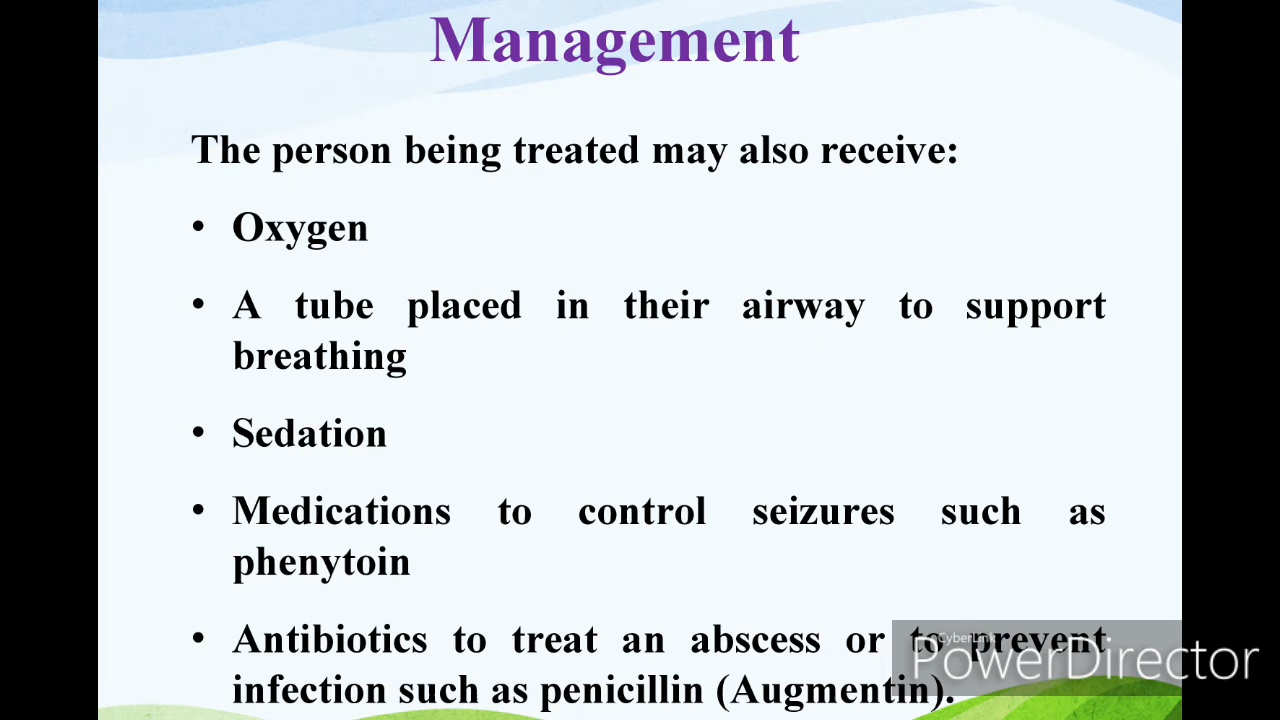 Management
The person being treated may also receive:
• Oxygen
• A tube placed in their airway to support
breathing
• Sedation
• Medications to control seizures such as
phenytoin
• Antibiotics to treat an abscess or to prevent
infection such as penicillin (Augmentin).
CyberLink
PowerDirector